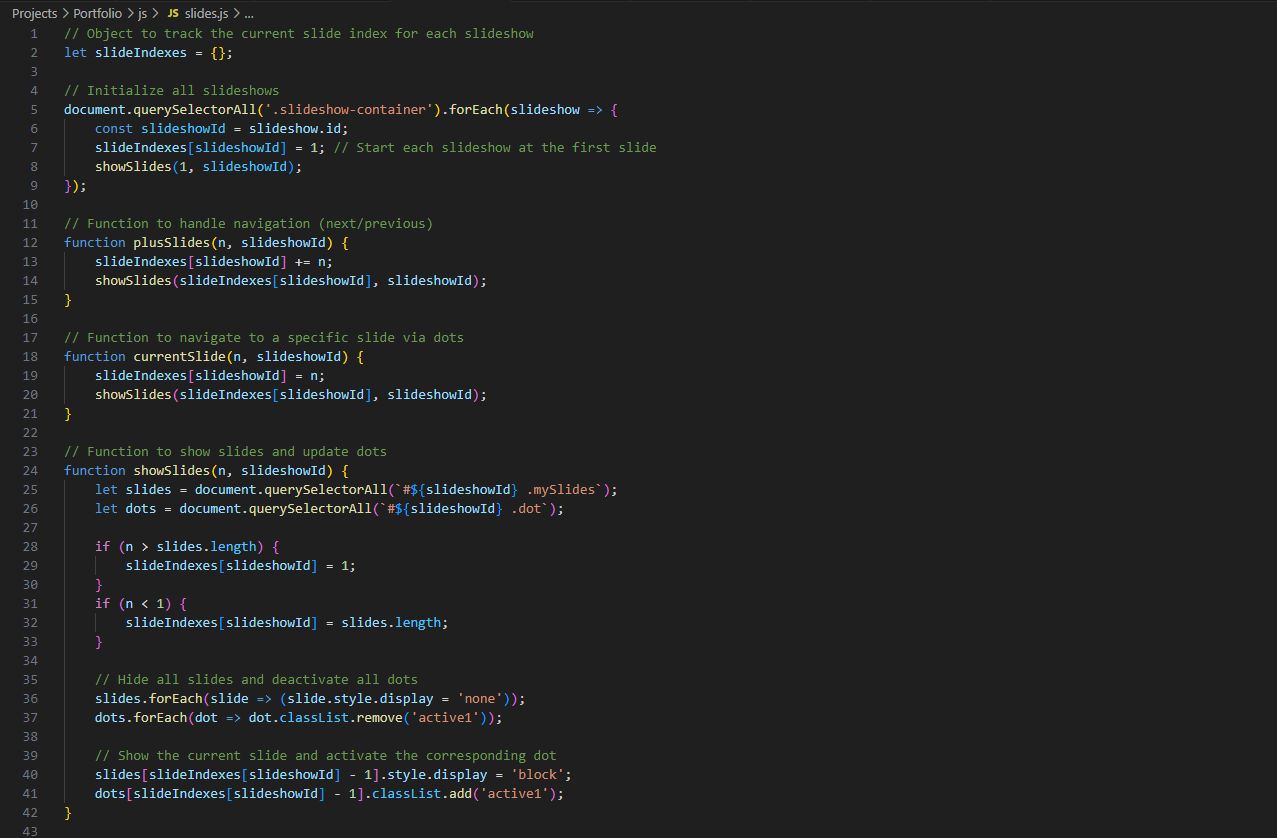 Projects > Portfolio > js > JS slides.js > ...
1 // Object to track the current slide index for each slideshow
2 let slideIndexes = {};
3
4 // Initialize all slideshows
5 document.querySelectorAll('.slideshow-container').forEach(slideshow => {
6     const slideshowId = slideshow.id;
7     slideIndexes[slideshowId] = 1; // Start each slideshow at the first slide
8     showSlides(1, slideshowId);
9 });
10
11 // Function to handle navigation (next/previous)
12 function plusSlides(n, slideshowId) {
13     slideIndexes[slideshowId] += n;
14     showSlides(slideIndexes[slideshowId], slideshowId);
15 }
16
17 // Function to navigate to a specific slide via dots
18 function currentSlide(n, slideshowId) {
19     slideIndexes[slideshowId] = n;
20     showSlides(slideIndexes[slideshowId], slideshowId);
21 }
22
23 // Function to show slides and update dots
24 function showSlides(n, slideshowId) {
25     let slides = document.querySelectorAll(`#${slideshowId} .mySlides`);
26     let dots = document.querySelectorAll(`#${slideshowId} .dot`);
27
28     if (n > slides.length) {
29         slideIndexes[slideshowId] = 1;
30     }
31     if (n < 1) {
32         slideIndexes[slideshowId] = slides.length;
33     }
34
35     // Hide all slides and deactivate all dots
36     slides.forEach(slide => (slide.style.display = 'none'));
37     dots.forEach(dot => dot.classList.remove('active1'));
38
39     // Show the current slide and activate the corresponding dot
40     slides[slideIndexes[slideshowId] - 1].style.display = 'block';
41     dots[slideIndexes[slideshowId] - 1].classList.add('active1');
42 }
43